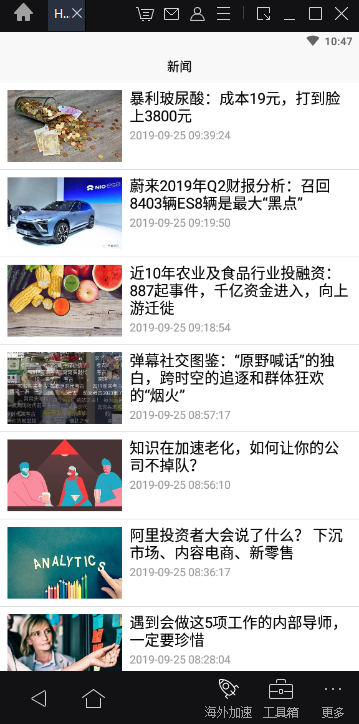 H...
10:47
新闻
暴利玻尿酸：成本19元，打到脸
上3800元
2019-09-25 09:39:24
NIO ES8
蔚来2019年Q2财报分析：召回
8403辆ES8辆是最大“黑点”
2019-09-25 09:19:50
近10年农业及食品行业投融资：
887起事件，千亿资金进入，向上
游迁徙
2019-09-25 09:18:54
弹幕社交图鉴：“原野喊话”的独
白，跨时空的追逐和群体狂欢
的“烟火”
2019-09-25 08:57:17
知识在加速老化，如何让你的公
司不掉队？
2019-09-25 08:56:10
ANALYTICS
阿里投资者大会说了什么？ 下沉
市场、内容电商、新零售
2019-09-25 08:36:17
遇到会做这5项工作的内部导师，
一定要珍惜
2019-09-25 08:28:04
海外加速 工具箱 更多